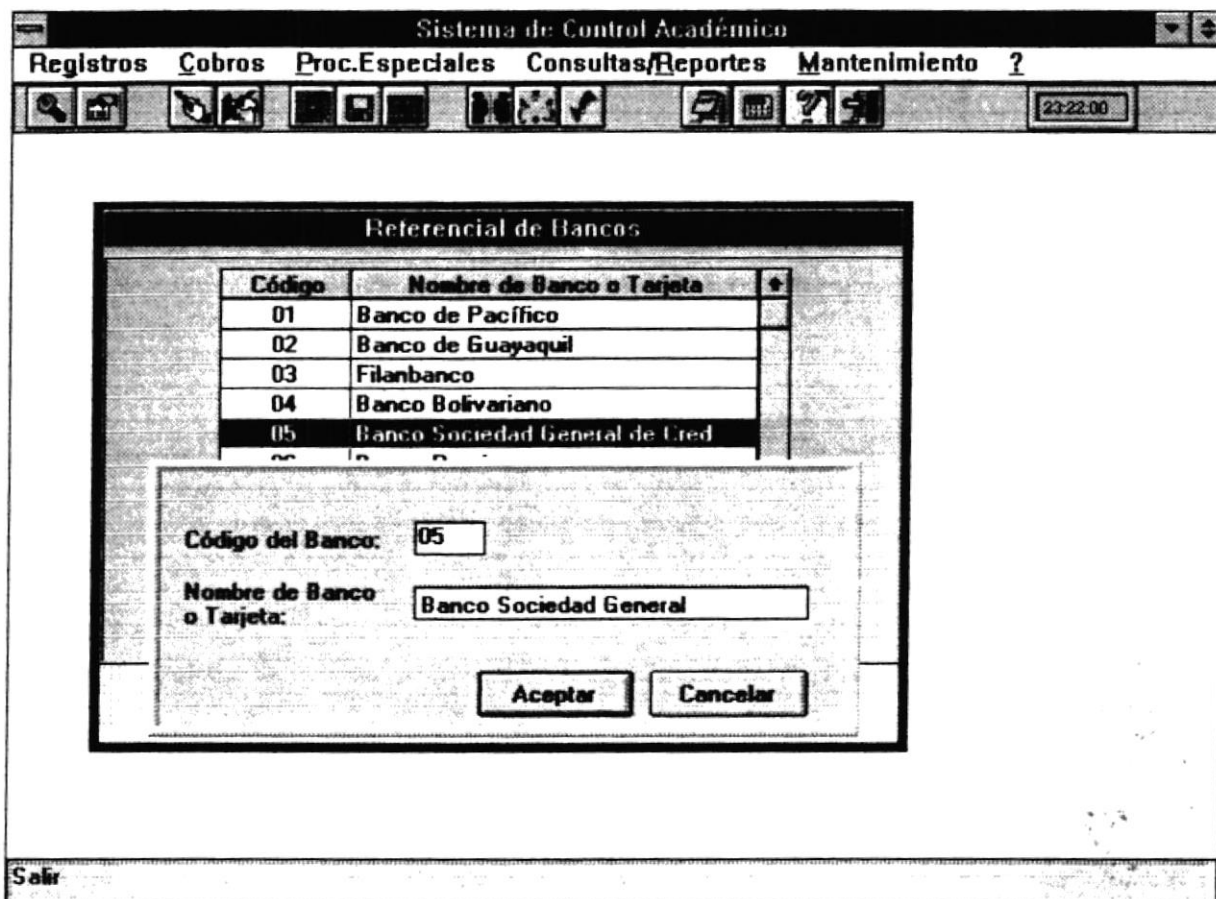 Sistema de Control Académico
Registros Cobros Proc.Especiales Consultas/Reportes Mantenimiento ?
23:22:00
Referencial de Bancos
Código Nombre de Banco o Tarjeta
01 Banco de Pacífico
02 Banco de Guayaquil
03 Filanbanco
04 Banco Bolivariano
05 Banco Sociedad General de Cred
Código del Banco: 05
Nombre de Banco
o Tarjeta: Banco Sociedad General
Aceptar Cancelar
Salir